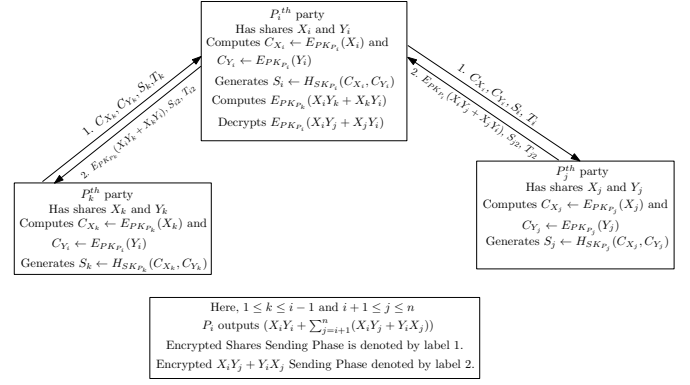 P_i^{th} party
Has shares X_i and Y_i
Computes C_{X_i} ← E_{PK_{P_i}}(X_i) and
C_{Y_i} ← E_{PK_{P_i}}(Y_i)
Generates S_i ← H_{SK_{P_i}}(C_{X_i}, C_{Y_i})
Computes E_{PK_{P_k}}(X_iY_k + X_kY_i)
Decrypts E_{PK_{P_i}}(X_iY_j + X_jY_i)
1. C_{X_k}, C_{Y_k}, S_k, T_k
2. E_{PK_{P_k}}(X_iY_k + X_kY_i), S_{i2}, T_{i2}
1. C_{X_i}, C_{Y_i}, S_i, T_i
2. E_{PK_{P_i}}(X_iY_j + X_jY_i), S_{j2}, T_{j2}
P_k^{th} party
Has shares X_k and Y_k
Computes C_{X_k} ← E_{PK_{P_k}}(X_k) and
C_{Y_i} ← E_{PK_{P_i}}(Y_i)
Generates S_k ← H_{SK_{P_k}}(C_{X_k}, C_{Y_k})
P_j^{th} party
Has shares X_j and Y_j
Computes C_{X_j} ← E_{PK_{P_j}}(X_j) and
C_{Y_j} ← E_{PK_{P_j}}(Y_j)
Generates S_j ← H_{SK_{P_j}}(C_{X_j}, C_{Y_j})
Here, 1 ≤ k ≤ i − 1 and i + 1 ≤ j ≤ n
P_i outputs (X_iY_i + ∑_{j=i+1}^{n}(X_iY_j + Y_iX_j))
Encrypted Shares Sending Phase is denoted by label 1.
Encrypted X_iY_j + Y_iX_j Sending Phase denoted by label 2.